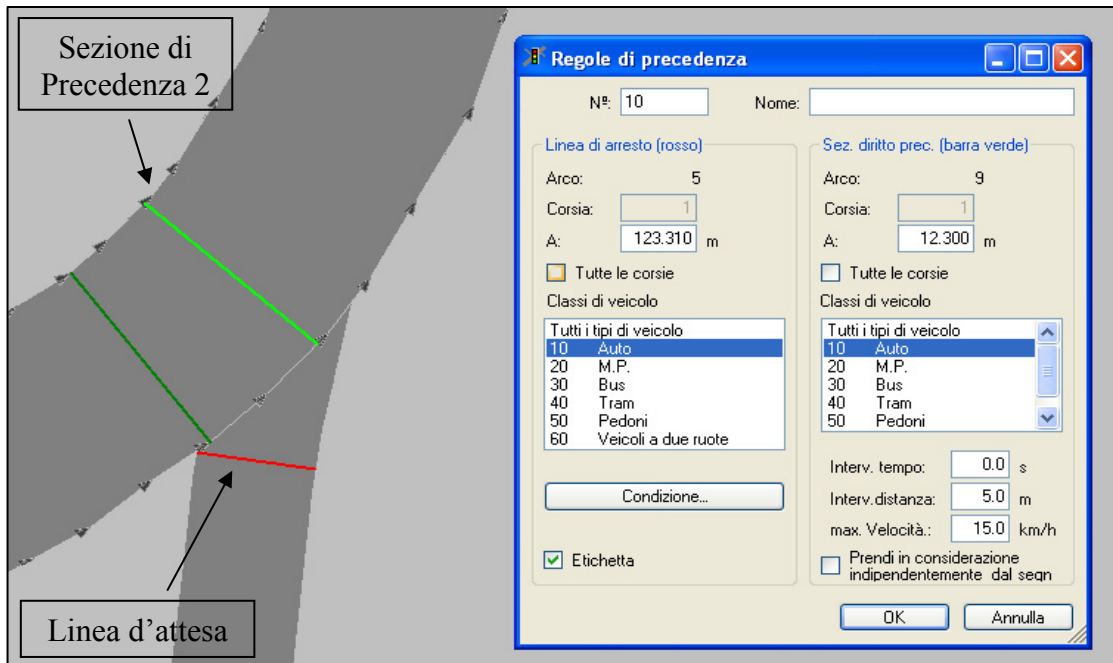 Sezione di
Precedenza 2
Linea d’attesa
Regole di precedenza
Nª: 10 Nome:
Linea di arresto (rosso)
Arco: 5
Corsia: 1
A: 123.310 m
Tutte le corsie
Classi di veicolo
Tutti i tipi di veicolo
10 Auto
20 M.P.
30 Bus
40 Tram
50 Pedoni
60 Veicoli a due ruote
Condizione...
Etichetta
Sez. diritto prec. (barra verde)
Arco: 9
Corsia: 1
A: 12.300 m
Tutte le corsie
Classi di veicolo
Tutti i tipi di veicolo
10 Auto
20 M.P.
30 Bus
40 Tram
50 Pedoni
Interv. tempo: 0.0 s
Interv.distanza: 5.0 m
max. Velocità.: 15.0 km/h
Prendi in considerazione
indipendentemente dal segn
OK Annulla